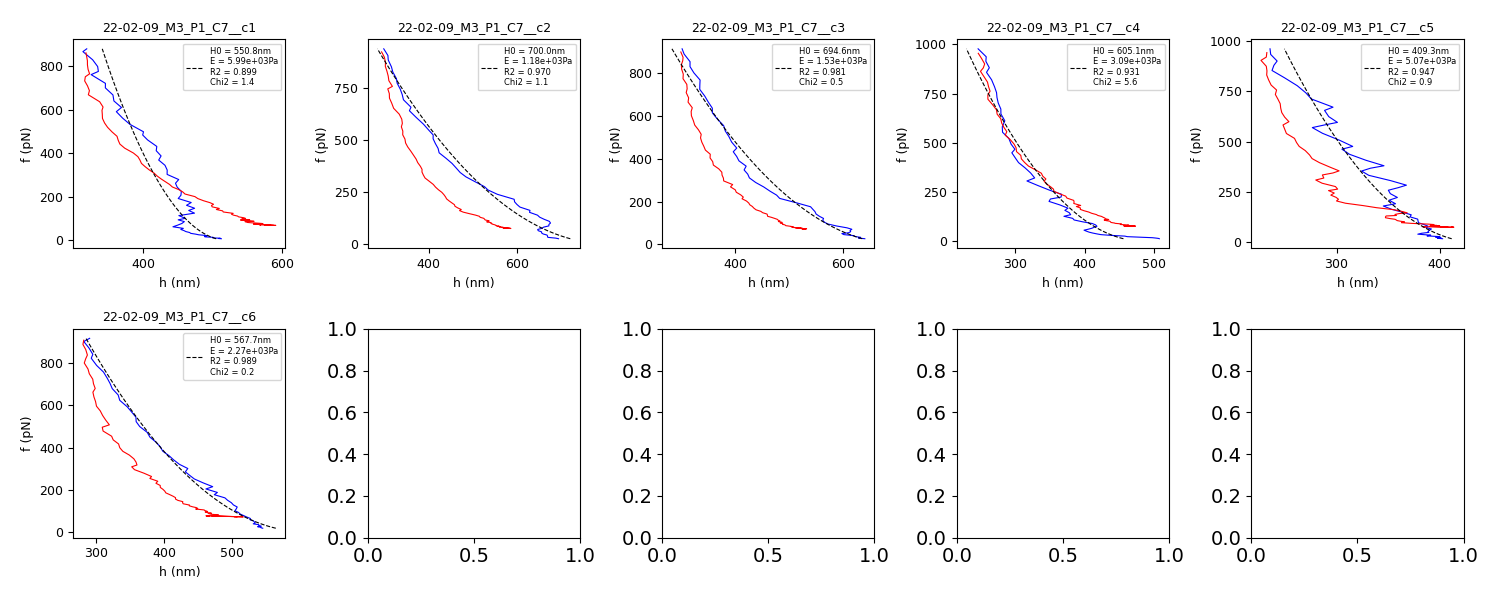 22-02-09_M3_P1_C7__c1
H0 = 550.8nm
E = 5.99e+03Pa
R2 = 0.899
Chi2 = 1.4
800
600
400
200
0
f (pN)
400
600
h (nm)
22-02-09_M3_P1_C7__c2
H0 = 700.0nm
E = 1.18e+03Pa
R2 = 0.970
Chi2 = 1.1
750
500
250
0
f (pN)
400
600
h (nm)
22-02-09_M3_P1_C7__c3
H0 = 694.6nm
E = 1.53e+03Pa
R2 = 0.981
Chi2 = 0.5
800
600
400
200
0
f (pN)
400
600
h (nm)
22-02-09_M3_P1_C7__c4
H0 = 605.1nm
E = 3.09e+03Pa
R2 = 0.931
Chi2 = 5.6
1000
750
500
250
0
f (pN)
300
400
500
h (nm)
22-02-09_M3_P1_C7__c5
H0 = 409.3nm
E = 5.07e+03Pa
R2 = 0.947
Chi2 = 0.9
1000
750
500
250
0
f (pN)
300
400
h (nm)
22-02-09_M3_P1_C7__c6
H0 = 567.7nm
E = 2.27e+03Pa
R2 = 0.989
Chi2 = 0.2
800
600
400
200
0
f (pN)
300
400
500
h (nm)
1.0
0.8
0.6
0.4
0.2
0.0
0.0
0.5
1.0
1.0
0.8
0.6
0.4
0.2
0.0
0.0
0.5
1.0
1.0
0.8
0.6
0.4
0.2
0.0
0.0
0.5
1.0
1.0
0.8
0.6
0.4
0.2
0.0
0.0
0.5
1.0